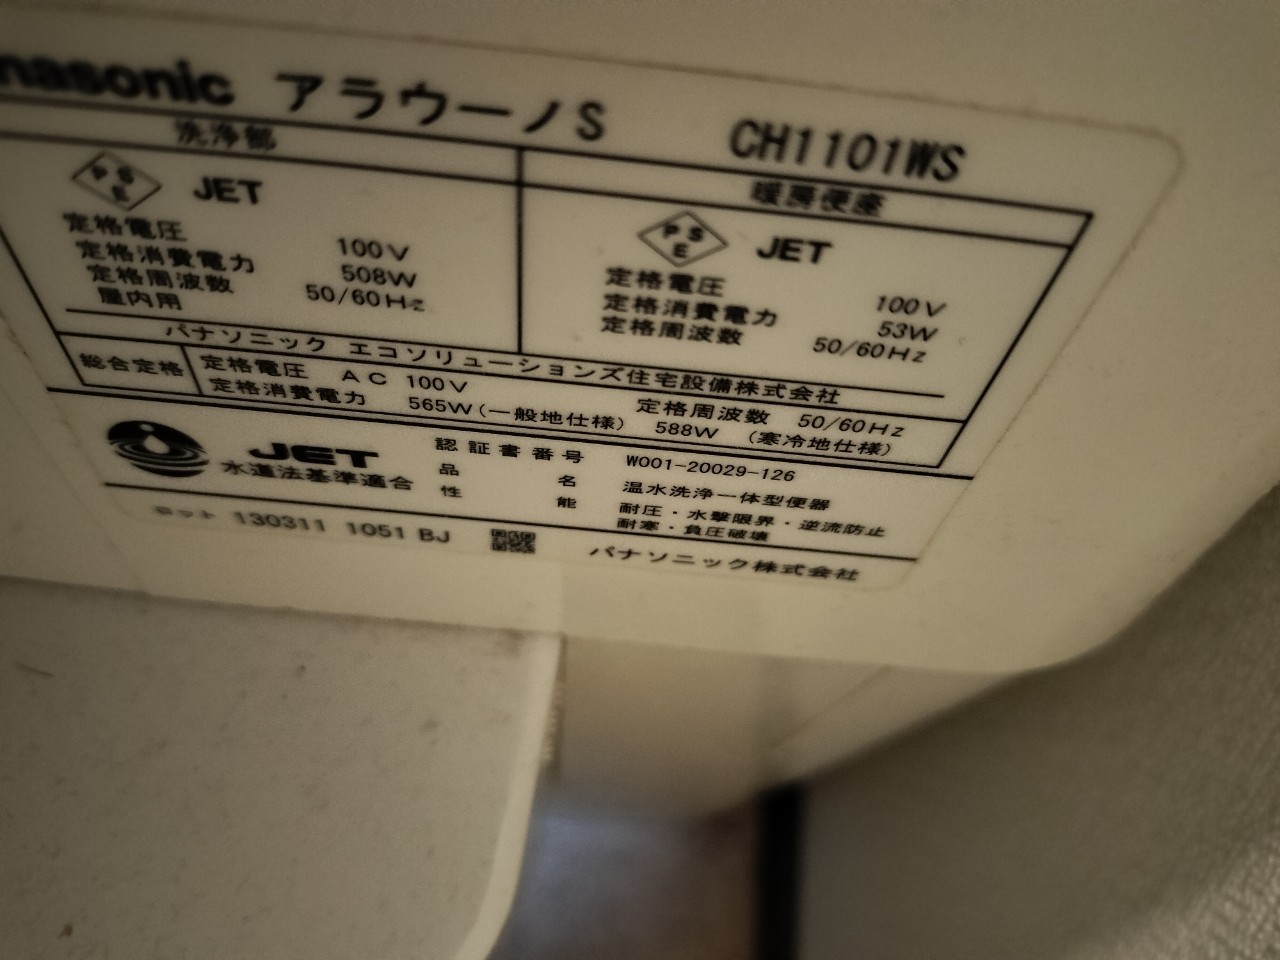 nasonic アラウーノS CH1101WS
洗浄部
PSE JET
定格電圧 100V
定格消費電力 508W
定格周波数 50/60Hz
屋内用
暖房便座
PSE JET
定格電圧 100V
定格消費電力 53W
定格周波数 50/60Hz
パナソニック エコソリューションズ住宅設備株式会社
総合定格
定格電圧 AC 100V 定格周波数 50/60Hz
定格消費電力 565W(一般地仕様) 588W (寒冷地仕様)
JET
水道法基準適合
認証書番号 W001-20029-126
品名 温水洗浄一体型便器
性能 耐圧・水撃限界・逆流防止
耐寒・負圧破壊
ロット 130311 1051 BJ
パナソニック株式会社